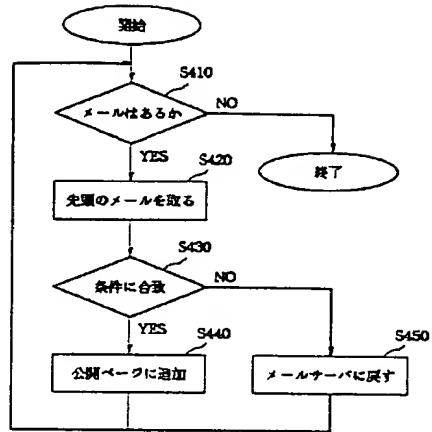 開始
S410
メールはあるか
NO
YES
S420
終了
先頭のメールを取る
S430
条件に合致
NO
YES
S440
S450
公開ページに追加
メールサーバに戻す